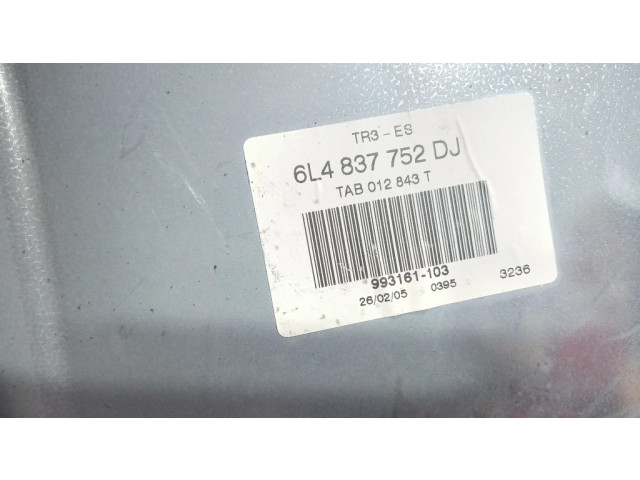 TR3-ES
6L4 837 752 DJ
TAB 012 843 T
993161-103
26/02/05 0395 3236